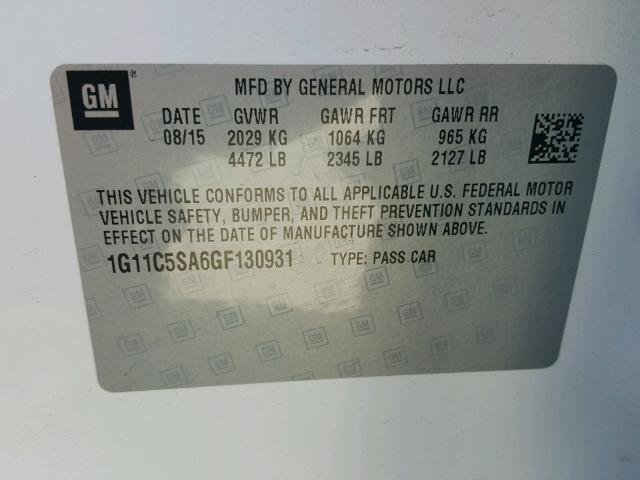 GM ® MFD BY GENERAL MOTORS LLC
DATE GVWR GAWR FRT GAWR RR
08/15 2029 KG 1064 KG 965 KG
4472 LB 2345 LB 2127 LB
THIS VEHICLE CONFORMS TO ALL APPLICABLE U.S. FEDERAL MOTOR
VEHICLE SAFETY, BUMPER, AND THEFT PREVENTION STANDARDS IN
EFFECT ON THE DATE OF MANUFACTURE SHOWN ABOVE.
1G11C5SA6GF130931 TYPE: PASS CAR